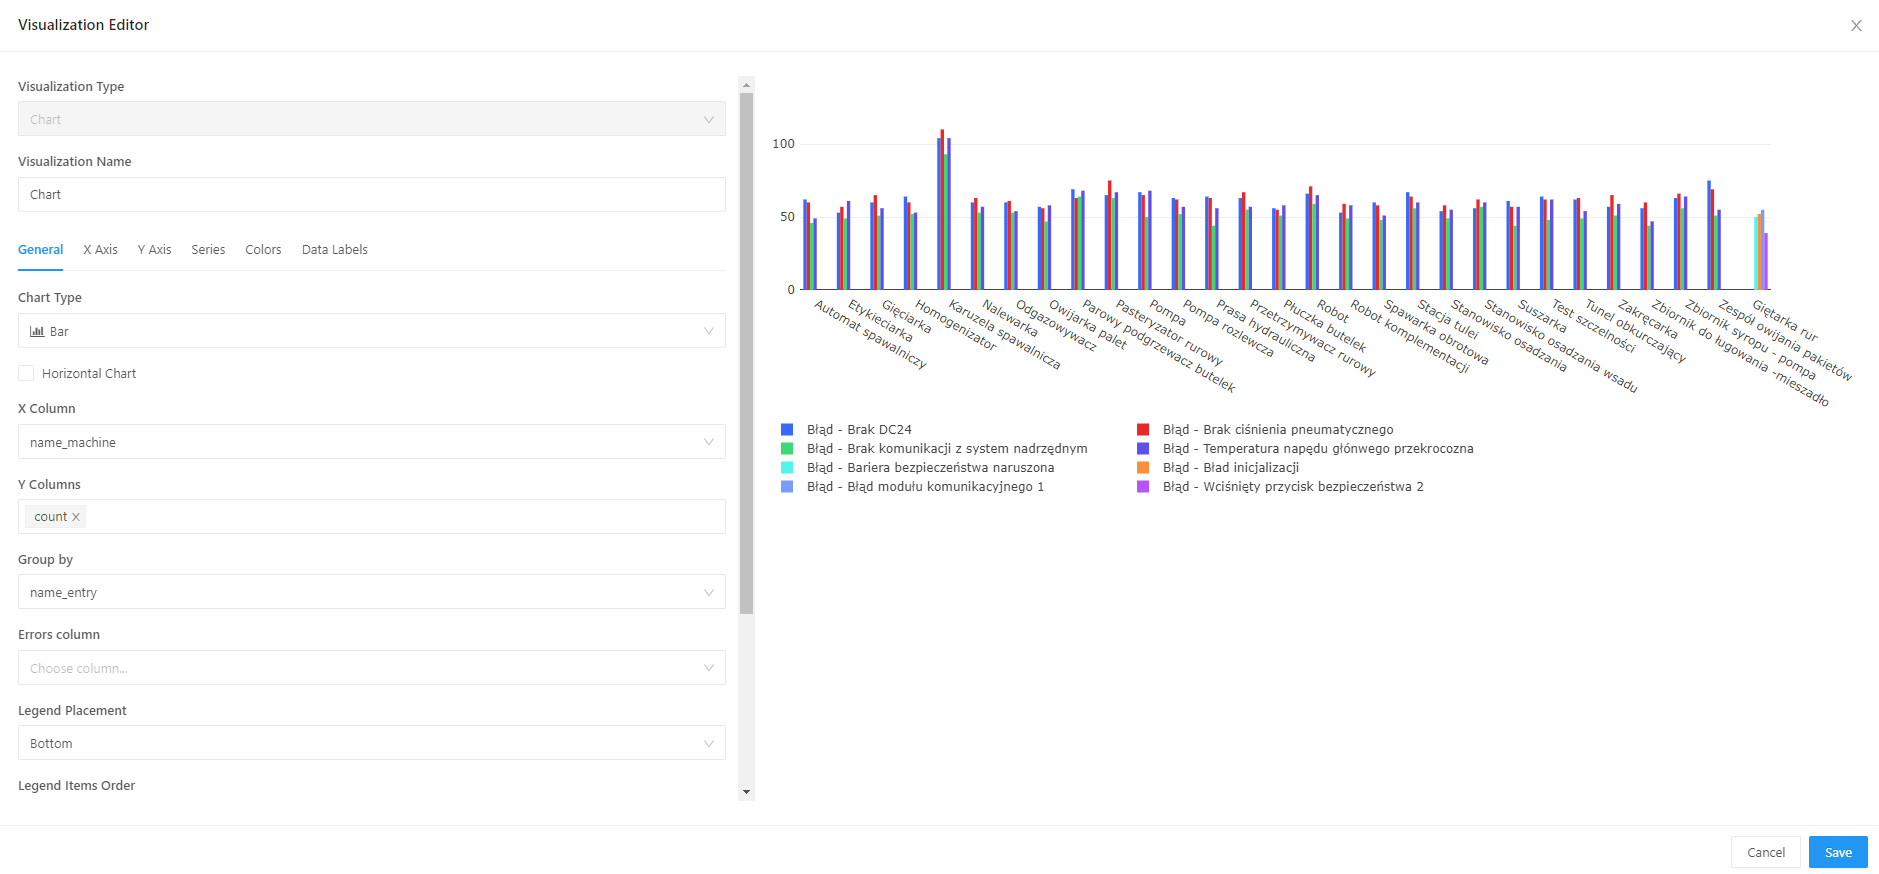 Visualization Editor
Visualization Type
Chart
Visualization Name
Chart
General X Axis Y Axis Series Colors Data Labels
Chart Type
Bar
Horizontal Chart
X Column
name_machine
Y Columns
count
Group by
name_entry
Errors column
Choose column...
Legend Placement
Bottom
Legend Items Order
100
50
0
Automat spawalniczy
Etykieciarka
Gięciarka
Homogenizator
Karuzela spawalnicza
Nalewarka
Odgazowywacz
Owijarka palet
Parowy podgrzewacz butelek
Pasteryzator rurowy
Pompa
Pompa rozlewcza
Prasa hydrauliczna
Przetrzymywacz rurowy
Płuczka butelek
Robot
Robot komplementacji
Spawarka obrotowa
Stacja tulei
Stanowisko osadzania
Stanowisko osadzania wsadu
Suszarka
Test szczelności
Tunel obkurczający
Zakręcarka
Zbiornik do ługowania -mieszadło
Zbiornik syropu - pompa
Zespół owijania pakietów
Giętarka rur
Błąd - Brak DC24
Błąd - Brak ciśnienia pneumatycznego
Błąd - Brak komunikacji z system nadrzędnym
Błąd - Temperatura napędu głónwego przekrocozna
Błąd - Bariera bezpieczeństwa naruszona
Błąd - Bład inicjalizacji
Błąd - Błąd modułu komunikacyjnego 1
Błąd - Wciśnięty przycisk bezpieczeństwa 2
Cancel
Save